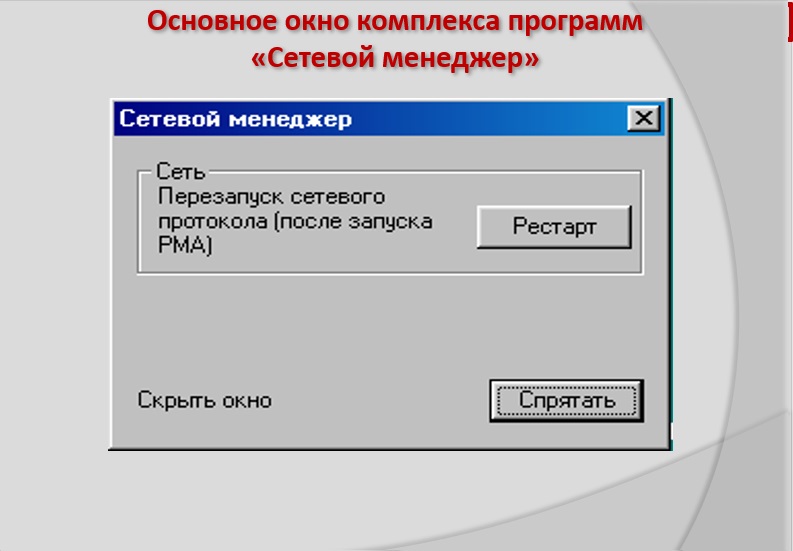 Основное окно комплекса программ
«Сетевой менеджер»
Сетевой менеджер
Сеть
Перезапуск сетевого
протокола (после запуска
РМА)
Рестарт
Скрыть окно
Спрятать